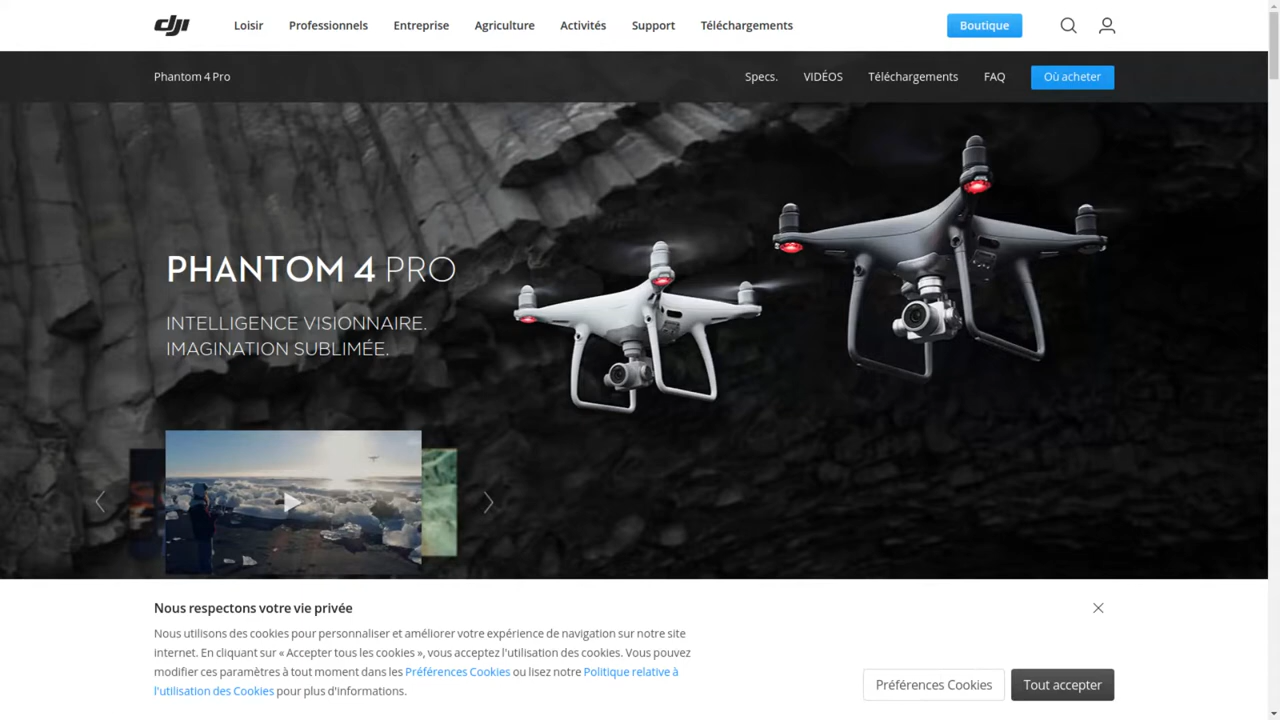 dji
Loisir
Professionnels
Entreprise
Agriculture
Activités
Support
Téléchargements
Boutique
Phantom 4 Pro
Specs.
VIDÉOS
Téléchargements
FAQ
Où acheter
PHANTOM 4 PRO
INTELLIGENCE VISIONNAIRE.
IMAGINATION SUBLIMÉE.
Nous respectons votre vie privée
Nous utilisons des cookies pour personnaliser et améliorer votre expérience de navigation sur notre site
internet. En cliquant sur « Accepter tous les cookies », vous acceptez l'utilisation des cookies. Vous pouvez
modifier ces paramètres à tout moment dans les Préférences Cookies ou lisez notre Politique relative à
l'utilisation des Cookies pour plus d'informations.
Préférences Cookies
Tout accepter